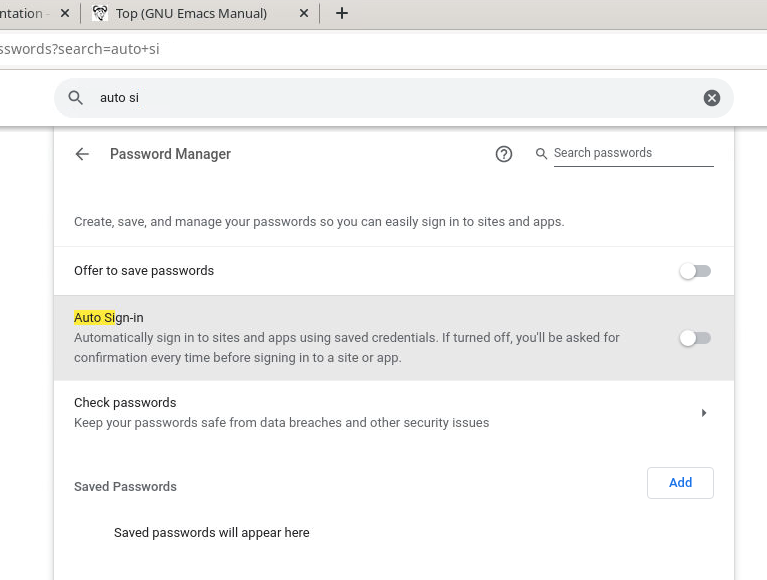 ntation
Top (GNU Emacs Manual)
sswords?search=auto+si
auto si
Password Manager
Search passwords
Create, save, and manage your passwords so you can easily sign in to sites and apps.
Offer to save passwords
Auto Sign-in
Automatically sign in to sites and apps using saved credentials. If turned off, you'll be asked for
confirmation every time before signing in to a site or app.
Check passwords
Keep your passwords safe from data breaches and other security issues
Saved Passwords
Add
Saved passwords will appear here